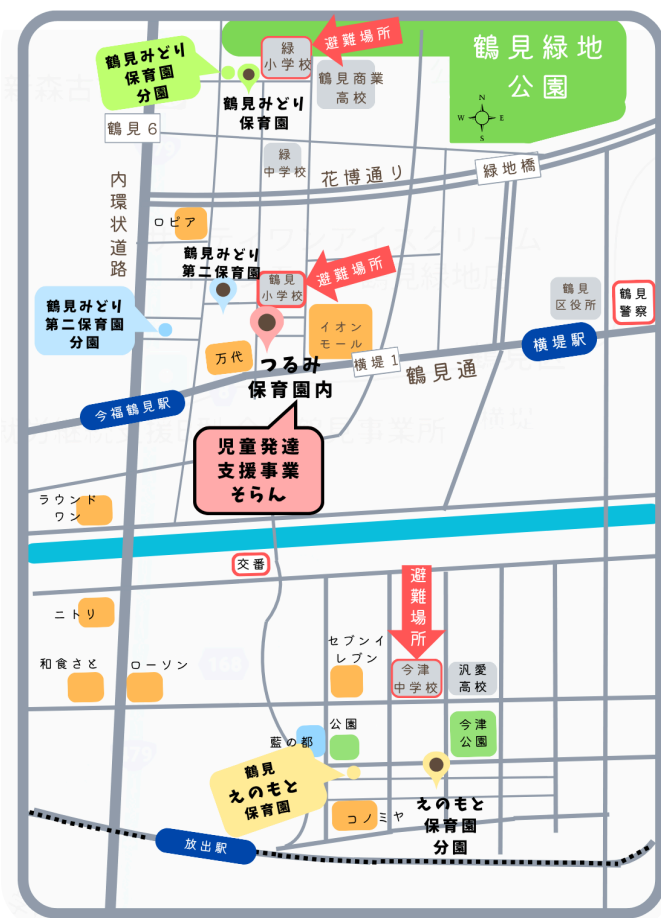 鶴見みどり
保育園
分園
緑
小学校
避難場所
鶴見緑地
公園
鶴見商業
高校
鶴見みどり
保育園
N
W
E
S
鶴見6
緑
中学校
花博通り
緑地橋
内環状道路
ロピア
鶴見みどり
第二保育園
鶴見
小学校
避難場所
鶴見
区役所
鶴見
警察
鶴見みどり
第二保育園
分園
イオン
モール
横堤駅
万代
つるみ
保育園内
横堤1
鶴見通
今福鶴見駅
児童発達
支援事業
そらん
ラウンド
ワン
交番
避難場所
ニトリ
和食さと
ローソン
セブンイ
レブン
今津
中学校
汎愛
高校
公園
藍の都
今津
公園
鶴見
えのもと
保育園
コノミヤ
えのもと
保育園
分園
放出駅